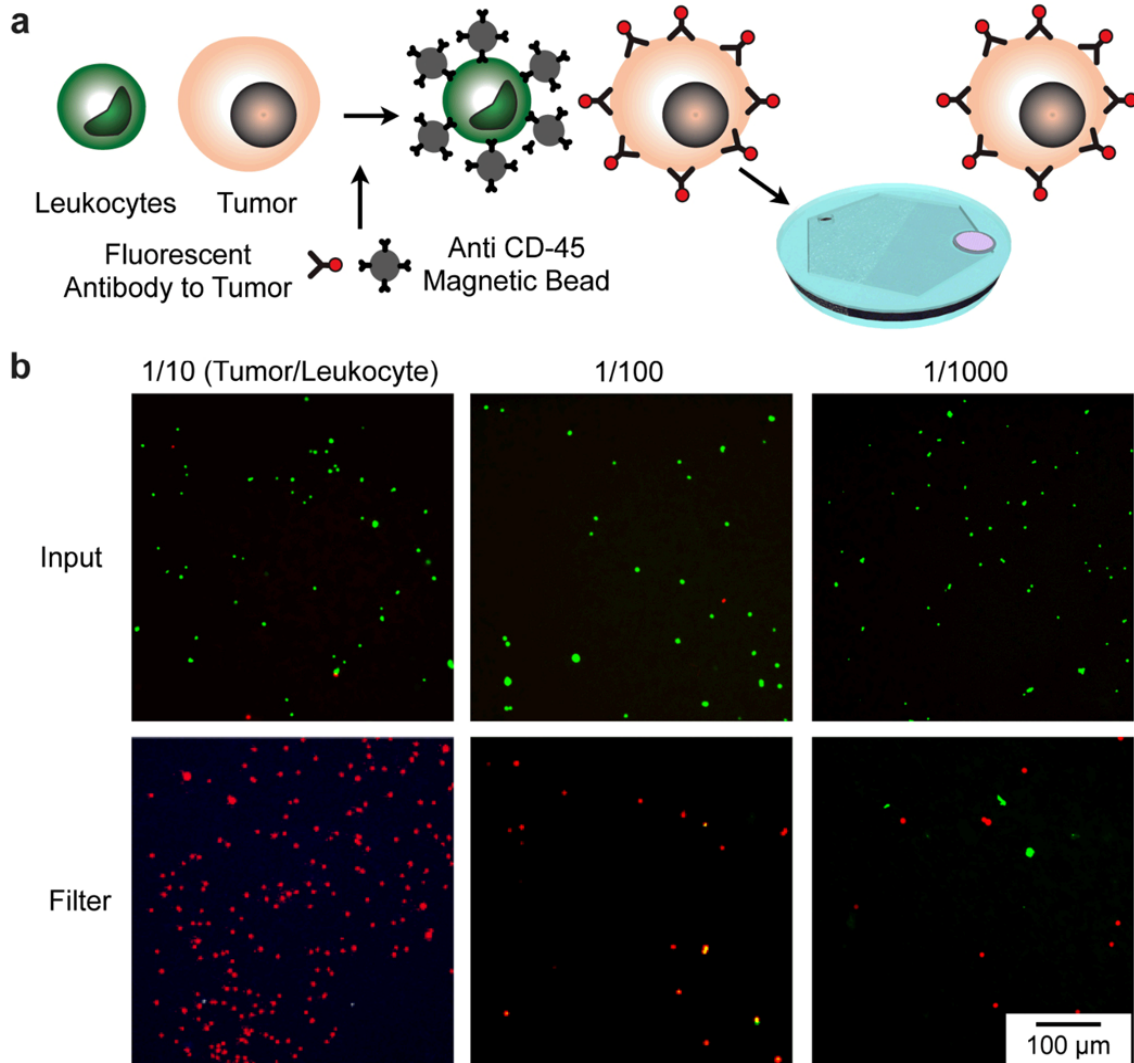 a
Leukocytes Tumor
Fluorescent
Antibody to Tumor
Anti CD-45
Magnetic Bead
b
1/10 (Tumor/Leukocyte) 1/100 1/1000
Input
Filter
100 µm